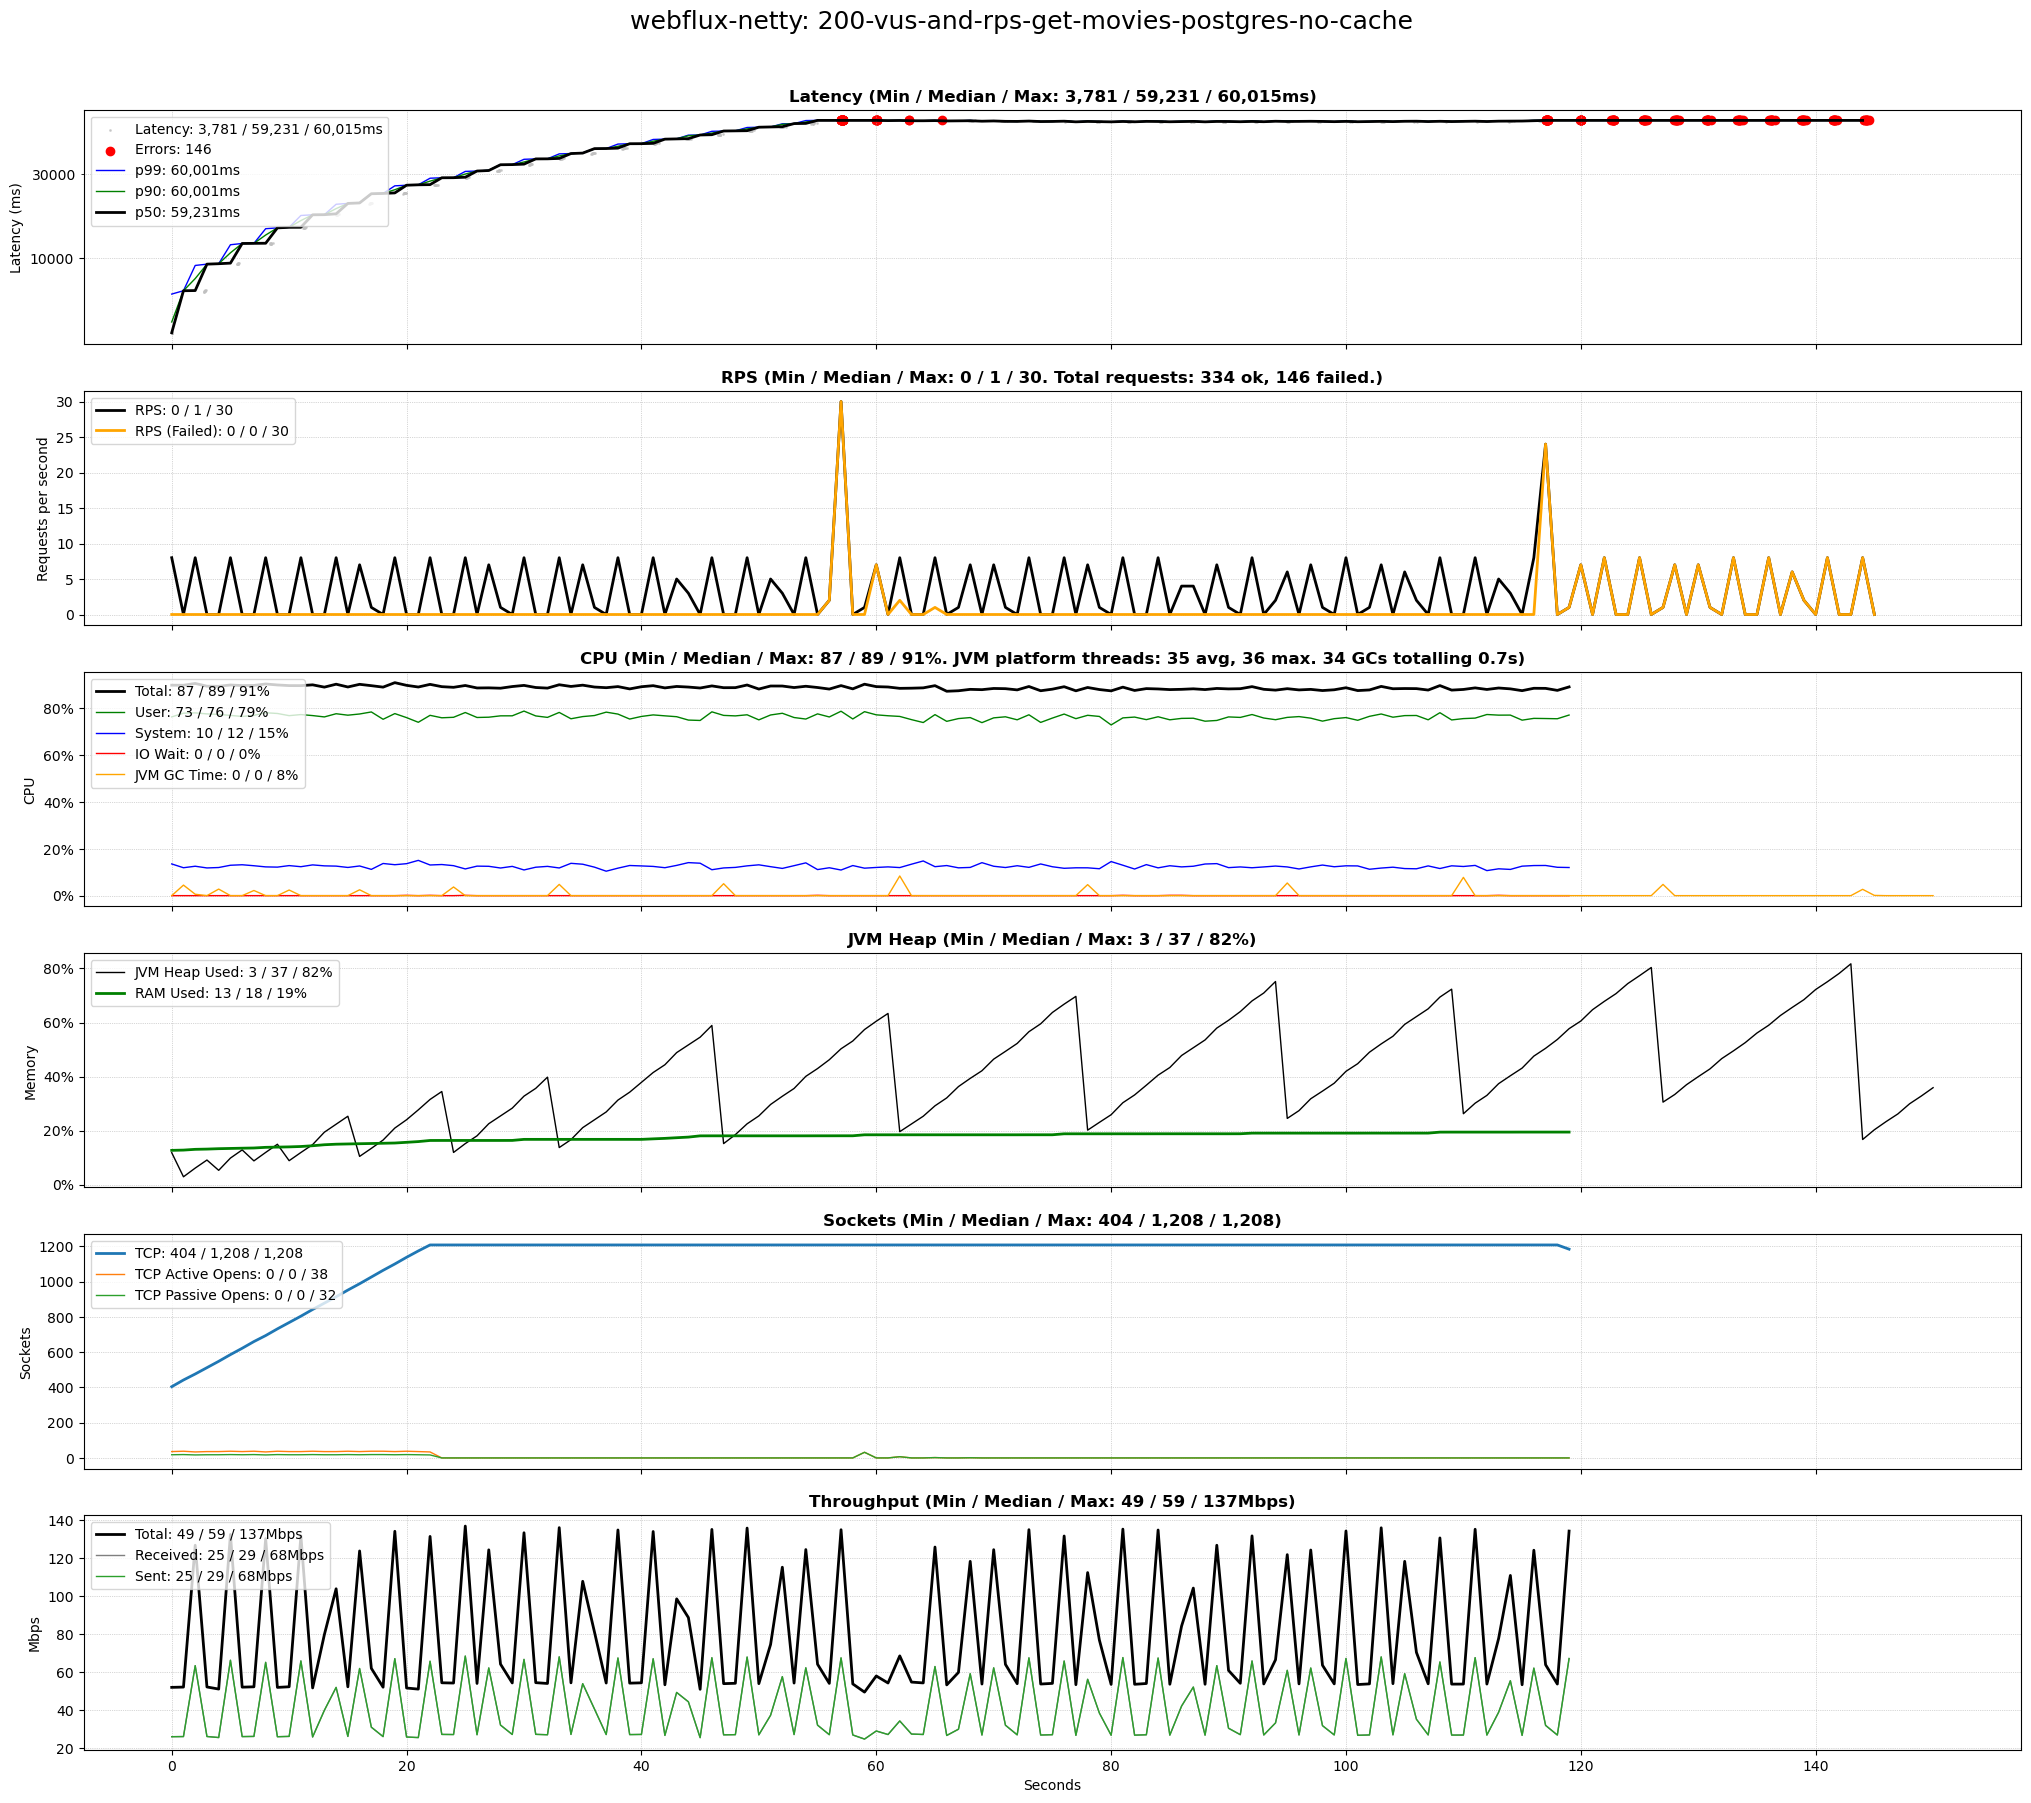 webflux-netty: 200-vus-and-rps-get-movies-postgres-no-cache
Latency (Min / Median / Max: 3,781 / 59,231 / 60,015ms)
Latency: 3,781 / 59,231 / 60,015ms
Errors: 146
p99: 60,001ms
p90: 60,001ms
p50: 59,231ms
30000
10000
Latency (ms)
RPS (Min / Median / Max: 0 / 1 / 30. Total requests: 334 ok, 146 failed.)
RPS: 0 / 1 / 30
RPS (Failed): 0 / 0 / 30
30
25
20
15
10
5
0
Requests per second
CPU (Min / Median / Max: 87 / 89 / 91%. JVM platform threads: 35 avg, 36 max. 34 GCs totalling 0.7s)
Total: 87 / 89 / 91%
User: 73 / 76 / 79%
System: 10 / 12 / 15%
IO Wait: 0 / 0 / 0%
JVM GC Time: 0 / 0 / 8%
80%
60%
40%
20%
0%
CPU
JVM Heap (Min / Median / Max: 3 / 37 / 82%)
JVM Heap Used: 3 / 37 / 82%
RAM Used: 13 / 18 / 19%
80%
60%
40%
20%
0%
Memory
Sockets (Min / Median / Max: 404 / 1,208 / 1,208)
TCP: 404 / 1,208 / 1,208
TCP Active Opens: 0 / 0 / 38
TCP Passive Opens: 0 / 0 / 32
1200
1000
800
600
400
200
0
Sockets
Throughput (Min / Median / Max: 49 / 59 / 137Mbps)
Total: 49 / 59 / 137Mbps
Received: 25 / 29 / 68Mbps
Sent: 25 / 29 / 68Mbps
140
120
100
80
60
40
20
Mbps
0 20 40 60 80 100 120 140
Seconds